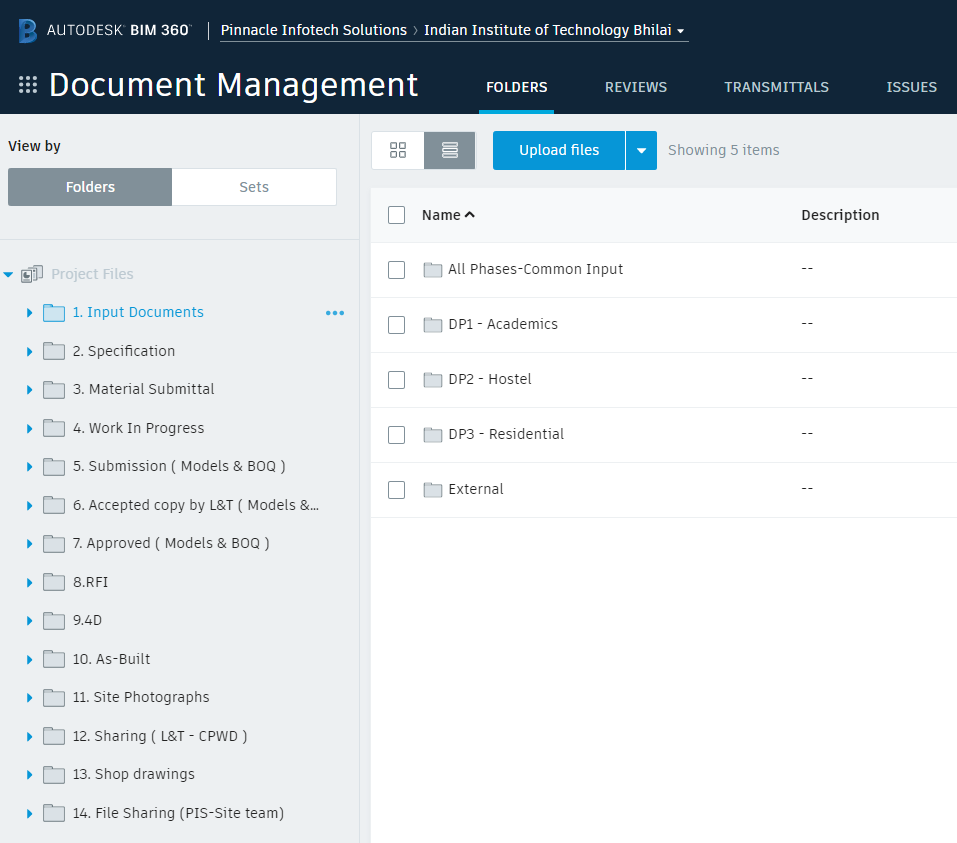 AUTODESK® BIM 360™ Pinnacle Infotech Solutions › Indian Institute of Technology Bhilai
Document Management
FOLDERS REVIEWS TRANSMITTALS ISSUES
View by
Folders Sets
Project Files
1. Input Documents
2. Specification
3. Material Submittal
4. Work In Progress
5. Submission ( Models & BOQ )
6. Accepted copy by L&T ( Models &...
7. Approved ( Models & BOQ )
8.RFI
9.4D
10. As-Built
11. Site Photographs
12. Sharing ( L&T - CPWD )
13. Shop drawings
14. File Sharing (PIS-Site team)
Upload files Showing 5 items
Name Description
All Phases-Common Input --
DP1 - Academics --
DP2 - Hostel --
DP3 - Residential --
External --